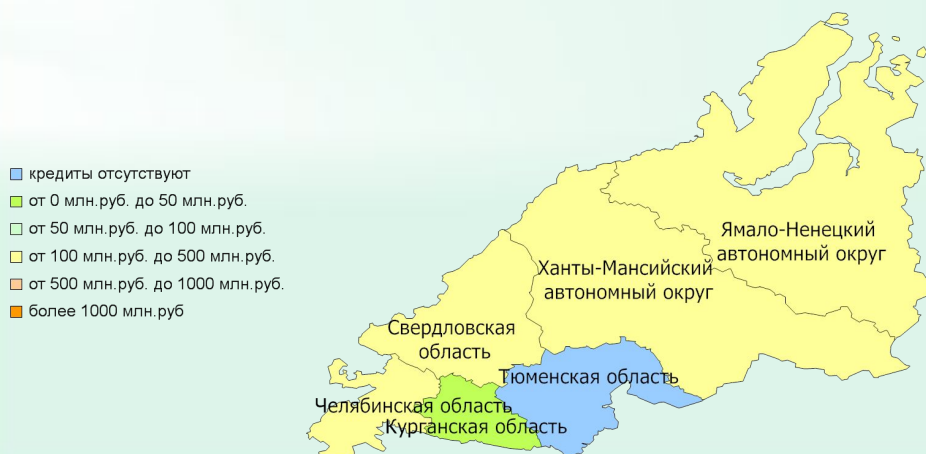 кредиты отсутствуют
от 0 млн.руб. до 50 млн.руб.
от 50 млн.руб. до 100 млн.руб.
от 100 млн.руб. до 500 млн.руб.
от 500 млн.руб. до 1000 млн.руб.
более 1000 млн.руб
Ямало-Ненецкий
автономный округ
Ханты-Мансийский
автономный округ
Свердловская
область
Тюменская область
Челябинская область
Курганская область